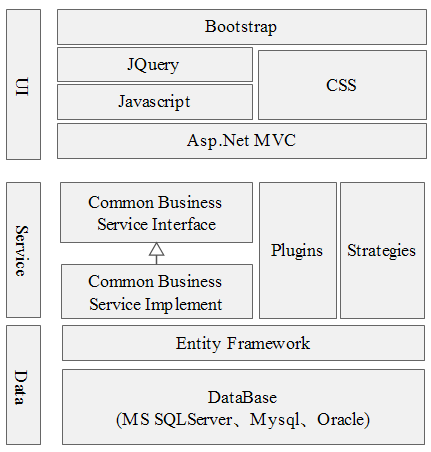 UI
Bootstrap
JQuery
Javascript
CSS
Asp.Net MVC
Service
Common Business
Service Interface
Common Business
Service Implement
Plugins
Strategies
Data
Entity Framework
DataBase
(MS SQLServer、Mysql、Oracle)